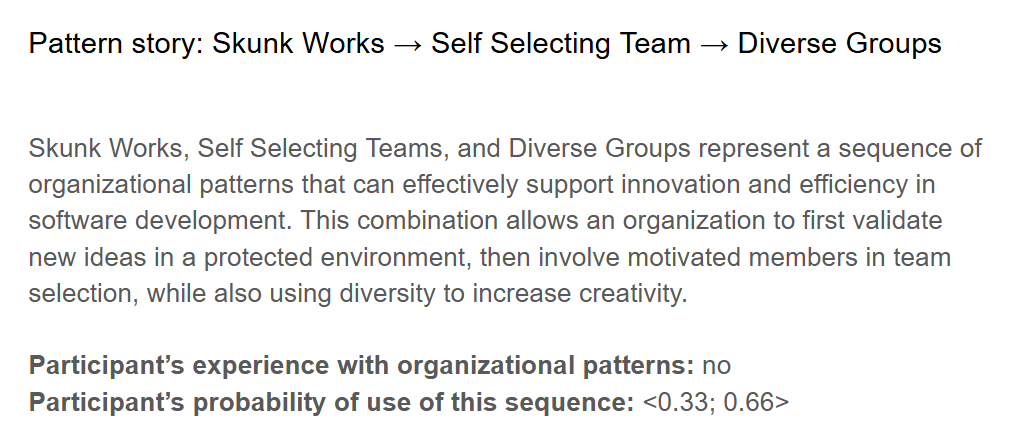 Pattern story: Skunk Works → Self Selecting Team → Diverse Groups
Skunk Works, Self Selecting Teams, and Diverse Groups represent a sequence of
organizational patterns that can effectively support innovation and efficiency in
software development. This combination allows an organization to first validate
new ideas in a protected environment, then involve motivated members in team
selection, while also using diversity to increase creativity.
Participant’s experience with organizational patterns: no
Participant’s probability of use of this sequence: <0.33; 0.66>